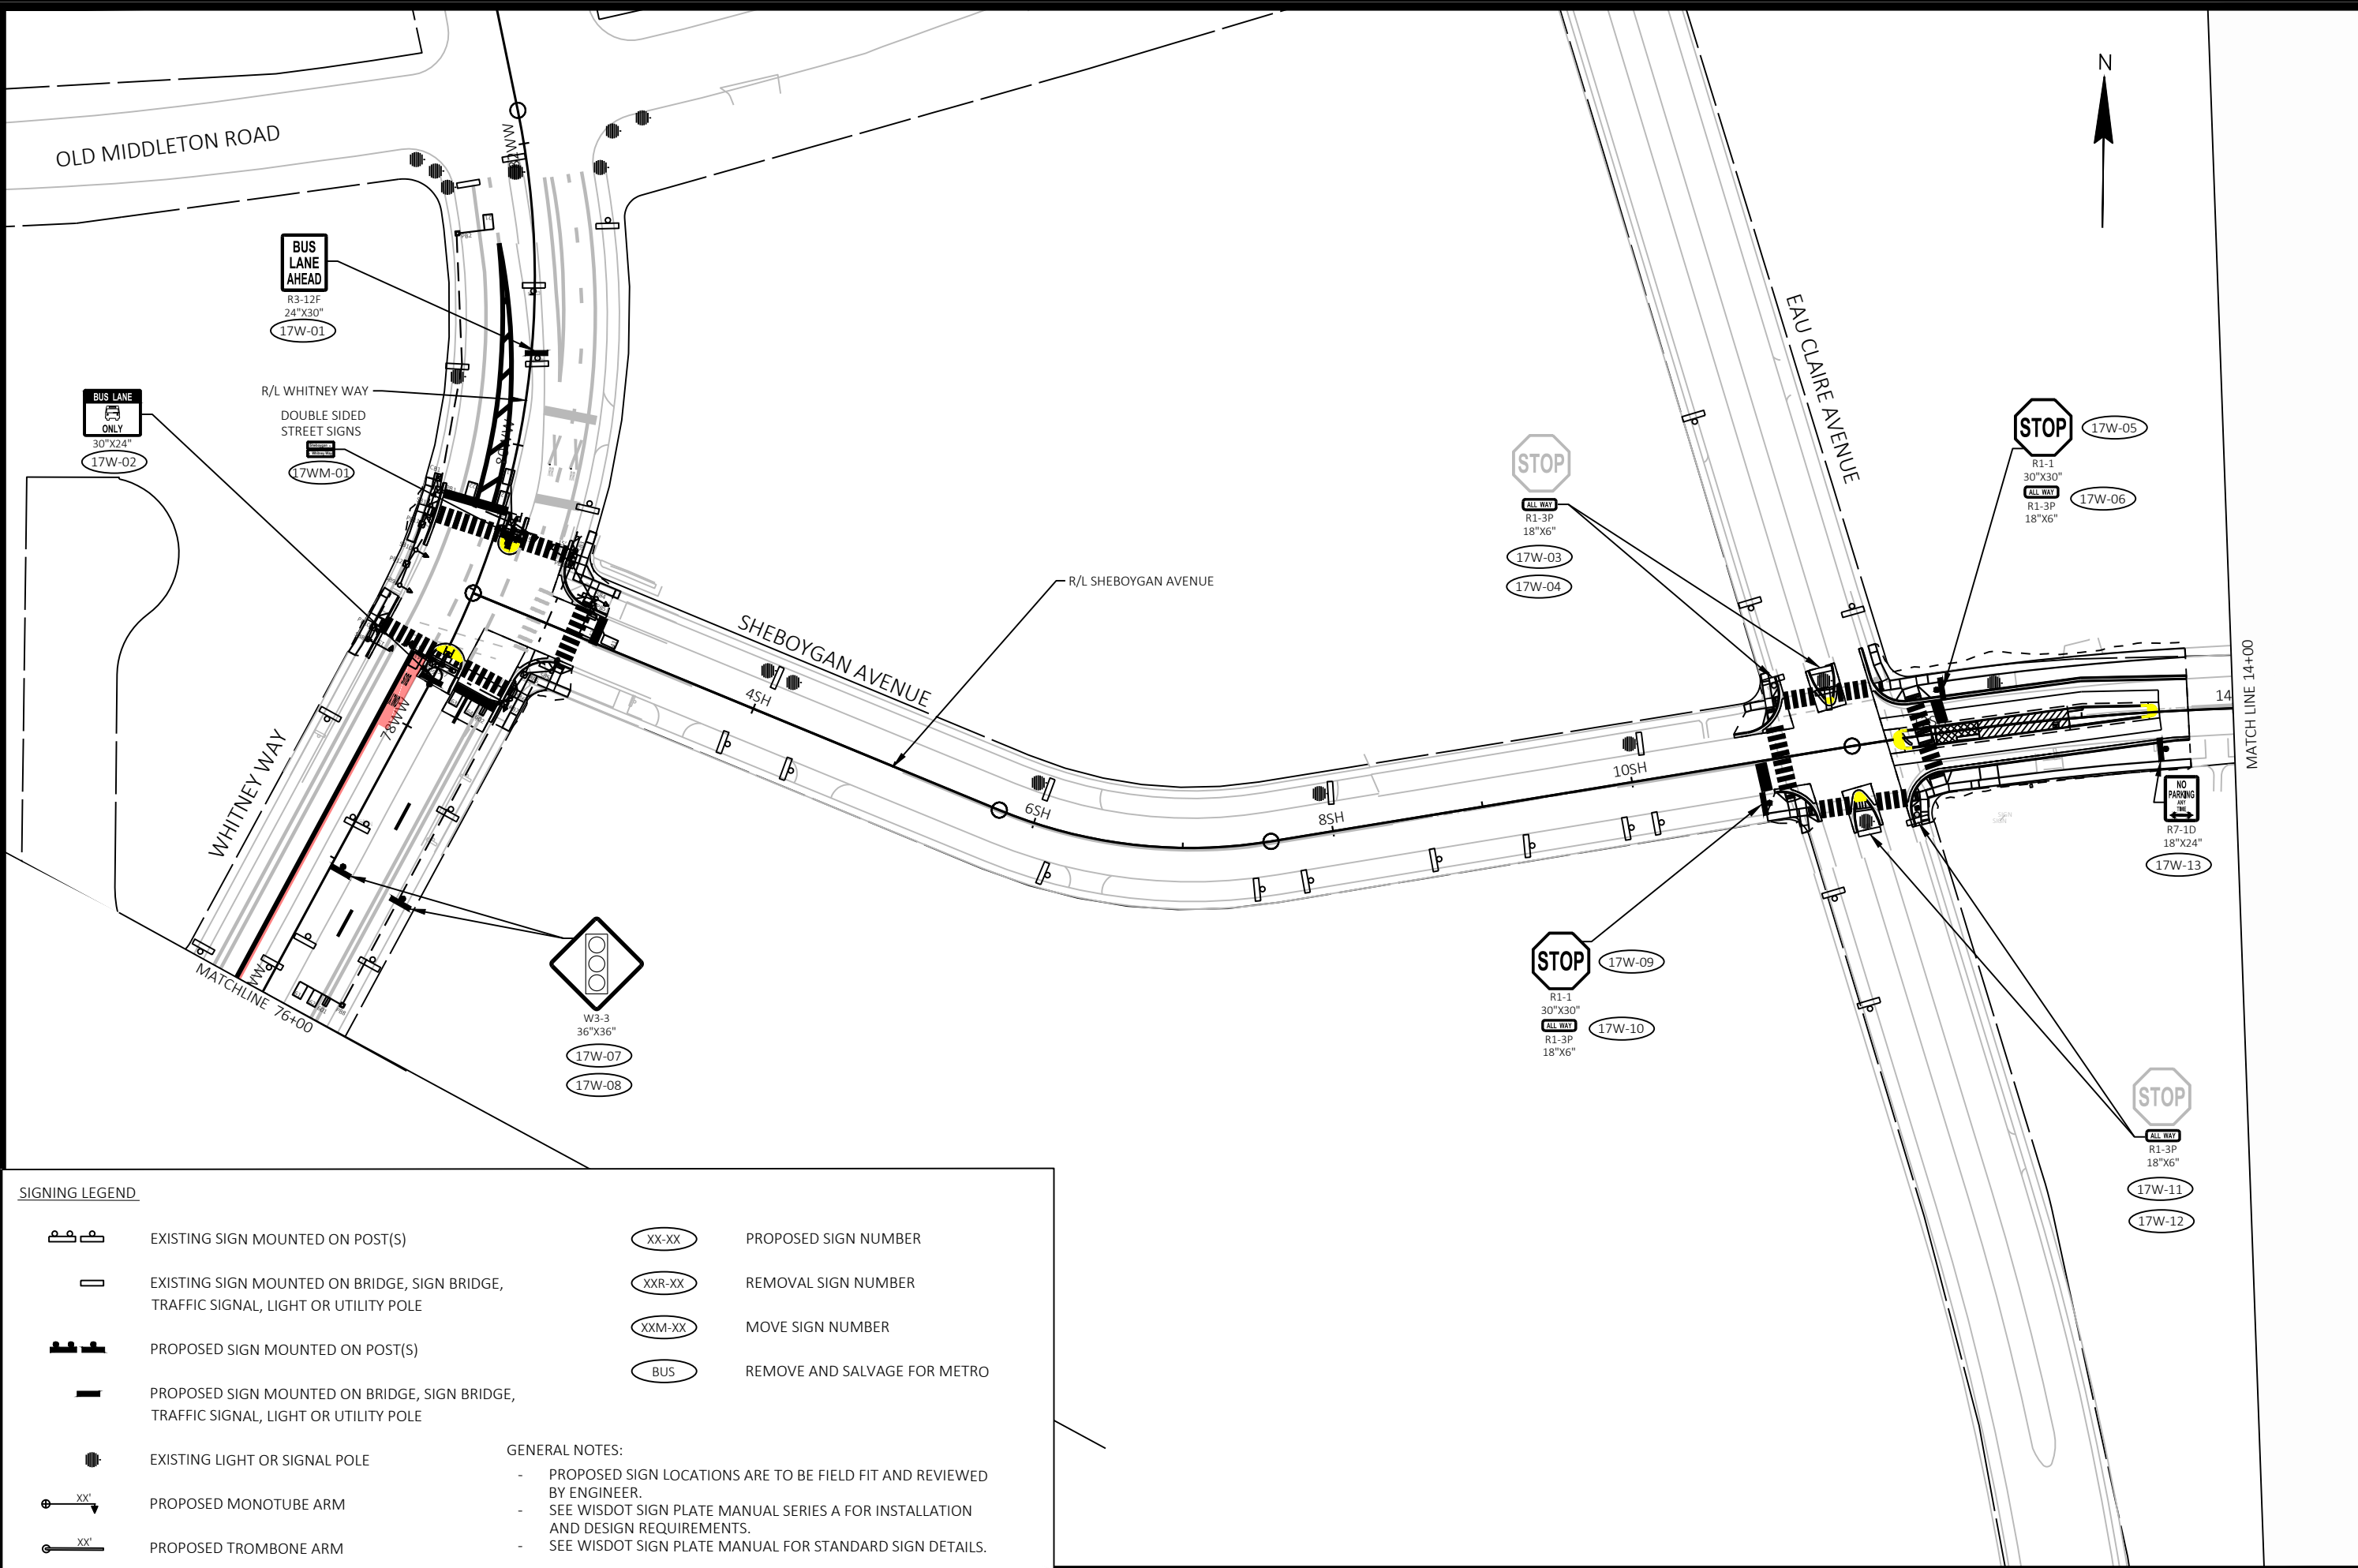 N
OLD MIDDLETON ROAD
82WW
BUS
LANE
AHEAD
R3-12F
24"X30"
17W-01
R/L WHITNEY WAY
BUS LANE
ONLY
30"X24"
17W-02
DOUBLE SIDED
STREET SIGNS
17WM-01
80WW
EAU CLAIRE AVENUE
STOP
17W-05
R1-1
30"X30"
ALL WAY
17W-06
R1-3P
18"X6"
STOP
ALL WAY
R1-3P
18"X6"
17W-03
17W-04
R/L SHEBOYGAN AVENUE
SHEBOYGAN AVENUE
4SH
6SH
8SH
10SH
14
MATCH LINE 14+00
78WW
WHITNEY WAY
WW
MATCHLINE 76+00
NO
PARKING
ANY
TIME
R7-1D
18"X24"
17W-13
SIGN
SIGN
W3-3
36"X36"
17W-07
17W-08
STOP
17W-09
R1-1
30"X30"
ALL WAY
17W-10
R1-3P
18"X6"
STOP
ALL WAY
R1-3P
18"X6"
17W-11
17W-12
SIGNING LEGEND
EXISTING SIGN MOUNTED ON POST(S)
EXISTING SIGN MOUNTED ON BRIDGE, SIGN BRIDGE,
TRAFFIC SIGNAL, LIGHT OR UTILITY POLE
PROPOSED SIGN MOUNTED ON POST(S)
PROPOSED SIGN MOUNTED ON BRIDGE, SIGN BRIDGE,
TRAFFIC SIGNAL, LIGHT OR UTILITY POLE
EXISTING LIGHT OR SIGNAL POLE
XX' PROPOSED MONOTUBE ARM
XX' PROPOSED TROMBONE ARM
XX-XX PROPOSED SIGN NUMBER
XXR-XX REMOVAL SIGN NUMBER
XXM-XX MOVE SIGN NUMBER
BUS REMOVE AND SALVAGE FOR METRO
GENERAL NOTES:
- PROPOSED SIGN LOCATIONS ARE TO BE FIELD FIT AND REVIEWED
BY ENGINEER.
- SEE WISDOT SIGN PLATE MANUAL SERIES A FOR INSTALLATION
AND DESIGN REQUIREMENTS.
- SEE WISDOT SIGN PLATE MANUAL FOR STANDARD SIGN DETAILS.